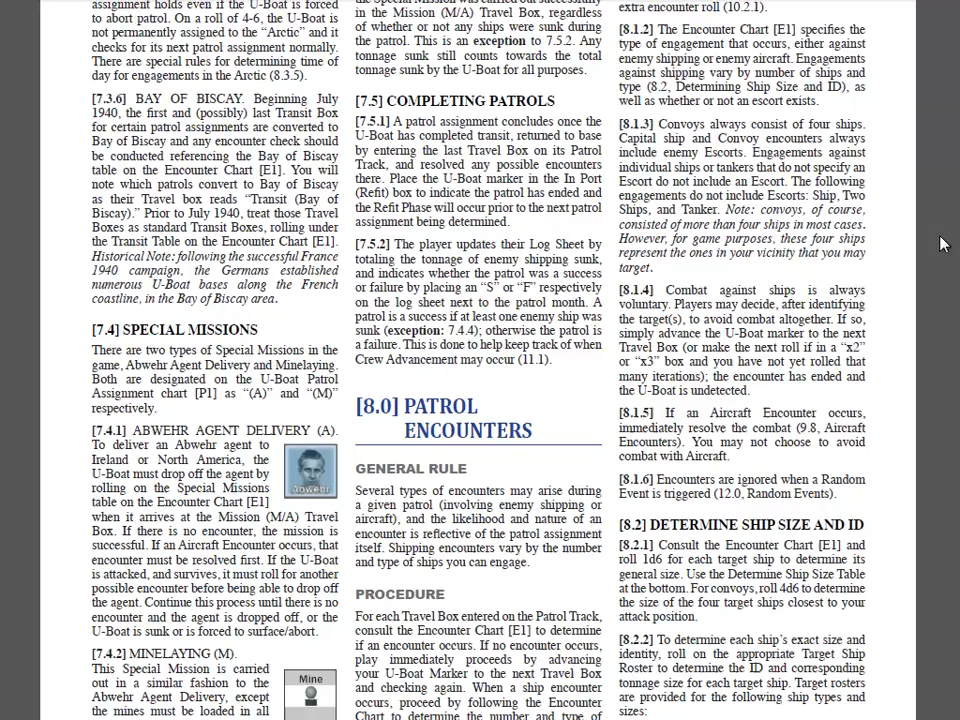 assignment holds even if the U-Boat is forced
to abort patrol. On a roll of 4-6, the U-Boat is
not permanently assigned to the “Arctic” and it
checks for its next patrol assignment normally.
There are special rules for determining time of
day for engagements in the Arctic (8.3.5).
[7.3.6] BAY OF BISCAY. Beginning July
1940, the first and (possibly) last Transit Box
for certain patrol assignments are converted to
Bay of Biscay and any encounter check should
be conducted referencing the Bay of Biscay
table on the Encounter Chart [E1]. You will
note which patrols convert to Bay of Biscay
as their Travel box reads “Transit (Bay of
Biscay).” Prior to July 1940, treat those Travel
Boxes as standard Transit Boxes, rolling under
the Transit Table on the Encounter Chart [E1].
Historical Note: following the successful France
1940 campaign, the Germans established
numerous U-Boat bases along the French
coastline, in the Bay of Biscay area.
[7.4] SPECIAL MISSIONS
There are two types of Special Missions in the
game, Abwehr Agent Delivery and Minelaying.
Both are designated on the U-Boat Patrol
Assignment chart [P1] as “(A)” and “(M)”
respectively.
[7.4.1] ABWEHR AGENT DELIVERY (A).
To deliver an Abwehr agent to
Ireland or North America, the
U-Boat must drop off the agent by
rolling on the Special Missions
table on the Encounter Chart [E1]
Abwehr
when it arrives at the Mission (M/A) Travel
Box. If there is no encounter, the mission is
successful. If an Aircraft Encounter occurs, that
encounter must be resolved first. If the U-Boat
is attacked, and survives, it must roll for another
possible encounter before being able to drop off
the agent. Continue this process until there is no
encounter and the agent is dropped off, or the
U-Boat is sunk or is forced to surface/abort.
[7.4.2] MINELAYING (M).
This Special Mission is carried
out in a similar fashion to the
Abwehr Agent Delivery, except
the mines must be loaded in all
Mine
in the Mission (M/A) Travel Box, regardless
of whether or not any ships were sunk during
the patrol. This is an exception to 7.5.2. Any
tonnage sunk still counts towards the total
tonnage sunk by the U-Boat for all purposes.
[7.5] COMPLETING PATROLS
[7.5.1] A patrol assignment concludes once the
U-Boat has completed transit, returned to base
by entering the last Travel Box on its Patrol
Track, and resolved any possible encounters
there. Place the U-Boat marker in the In Port
(Refit) box to indicate the patrol has ended and
the Refit Phase will occur prior to the next patrol
assignment being determined.
[7.5.2] The player updates their Log Sheet by
totaling the tonnage of enemy shipping sunk,
and indicates whether the patrol was a success
or failure by placing an “S” or “F” respectively
on the log sheet next to the patrol month. A
patrol is a success if at least one enemy ship was
sunk (exception: 7.4.4); otherwise the patrol is
a failure. This is done to help keep track of when
Crew Advancement may occur (11.1).
[8.0] PATROL
ENCOUNTERS
GENERAL RULE
Several types of encounters may arise during
a given patrol (involving enemy shipping or
aircraft), and the likelihood and nature of an
encounter is reflective of the patrol assignment
itself. Shipping encounters vary by the number
and type of ships you can engage.
PROCEDURE
For each Travel Box entered on the Patrol Track,
consult the Encounter Chart [E1] to determine
if an encounter occurs. If no encounter occurs,
play immediately proceeds by advancing
your U-Boat Marker to the next Travel Box
and checking again. When a ship encounter
occurs, proceed by following the Encounter
Chart to determine the number and type of
extra encounter roll (10.2.1).
[8.1.2] The Encounter Chart [E1] specifies the
type of engagement that occurs, either against
enemy shipping or enemy aircraft. Engagements
against shipping vary by number of ships and
type (8.2, Determining Ship Size and ID), as
well as whether or not an escort exists.
[8.1.3] Convoys always consist of four ships.
Capital ship and Convoy encounters always
include enemy Escorts. Engagements against
individual ships or tankers that do not specify an
Escort do not include an Escort. The following
engagements do not include Escorts: Ship, Two
Ships, and Tanker. Note: convoys, of course,
consisted of more than four ships in most cases.
However, for game purposes, these four ships
represent the ones in your vicinity that you may
target.
[8.1.4] Combat against ships is always
voluntary. Players may decide, after identifying
the target(s), to avoid combat altogether. If so,
simply advance the U-Boat marker to the next
Travel Box (or make the next roll if in a “x2”
or “x3” box and you have not yet rolled that
many iterations); the encounter has ended and
the U-Boat is undetected.
[8.1.5] If an Aircraft Encounter occurs,
immediately resolve the combat (9.8, Aircraft
Encounters). You may not choose to avoid
combat with Aircraft.
[8.1.6] Encounters are ignored when a Random
Event is triggered (12.0, Random Events).
[8.2] DETERMINE SHIP SIZE AND ID
[8.2.1] Consult the Encounter Chart [E1] and
roll 1d6 for each target ship to determine its
general size. Use the Determine Ship Size Table
at the bottom. For convoys, roll 4d6 to determine
the size of the four target ships closest to your
attack position.
[8.2.2] To determine each ship’s exact size and
identity, roll on the appropriate Target Ship
Roster to determine the ID and corresponding
tonnage size for each target ship. Target rosters
are provided for the following ship types and
sizes: